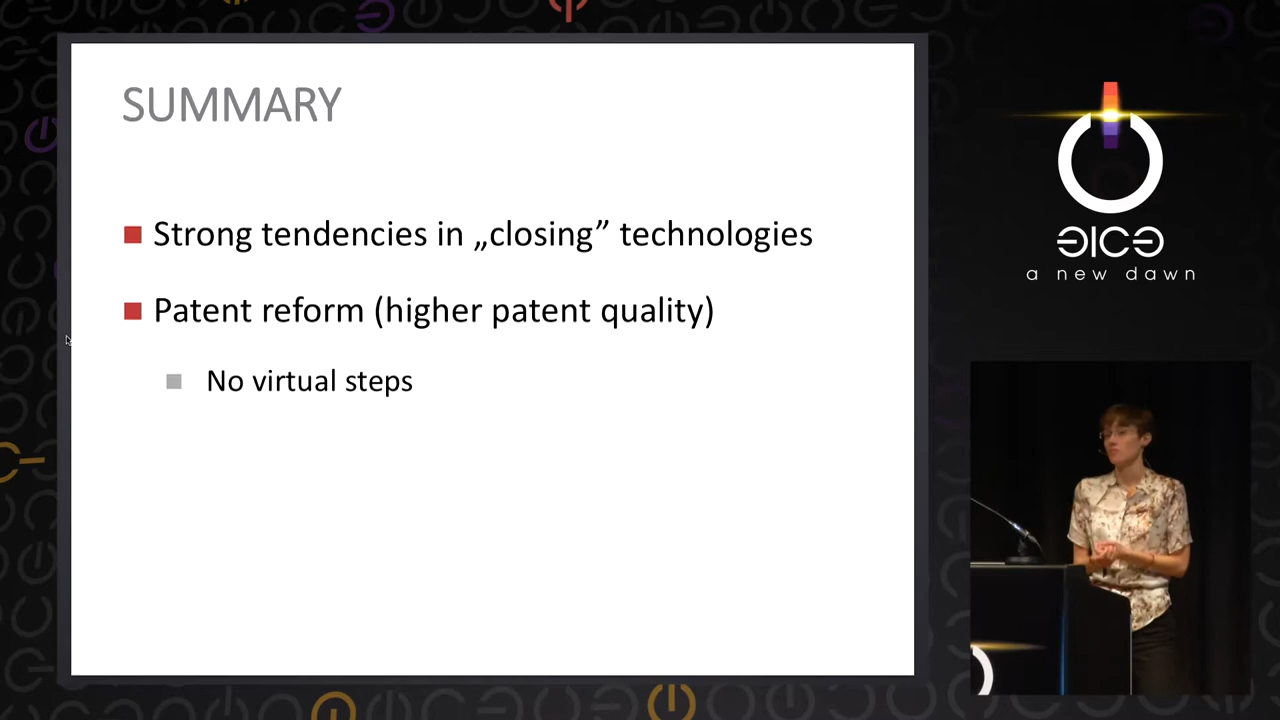 SUMMARY
Strong tendencies in „closing” technologies
Patent reform (higher patent quality)
No virtual steps
a new dawn